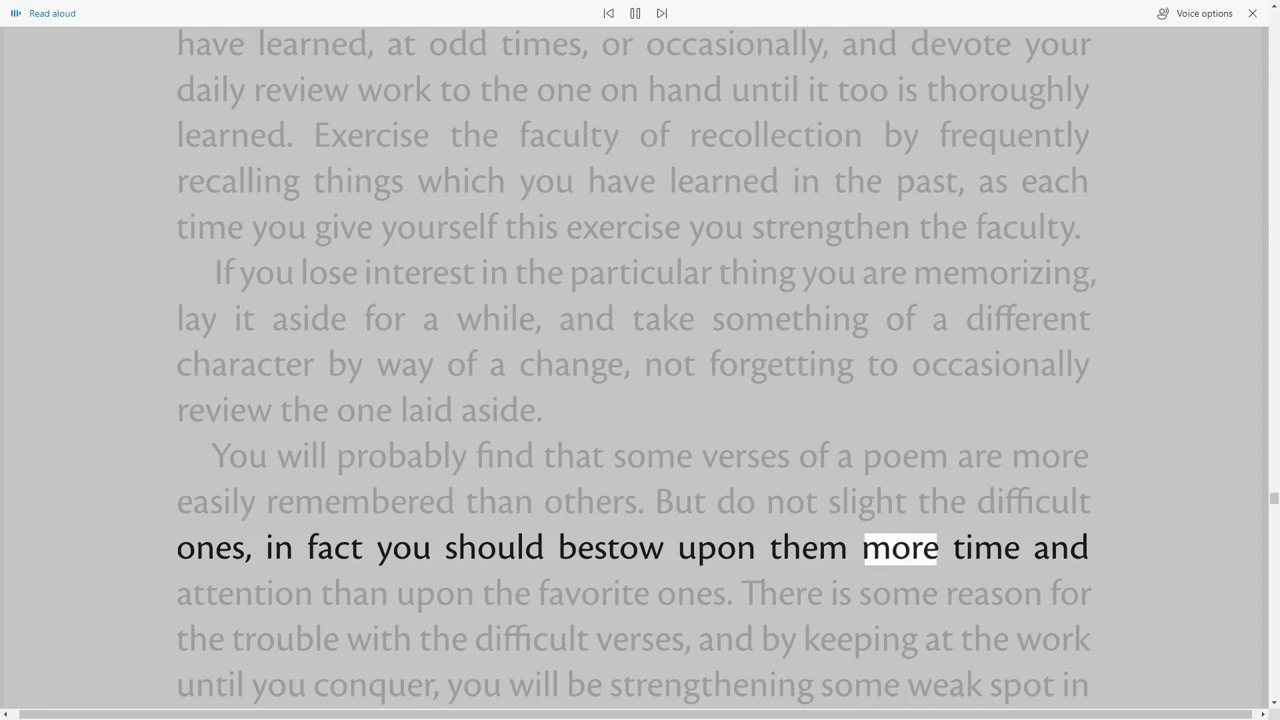 Read aloud
Voice options
have learned, at odd times, or occasionally, and devote your
daily review work to the one on hand until it too is thoroughly
learned. Exercise the faculty of recollection by frequently
recalling things which you have learned in the past, as each
time you give yourself this exercise you strengthen the faculty.
If you lose interest in the particular thing you are memorizing,
lay it aside for a while, and take something of a different
character by way of a change, not forgetting to occasionally
review the one laid aside.
You will probably find that some verses of a poem are more
easily remembered than others. But do not slight the difficult
ones, in fact you should bestow upon them more time and
attention than upon the favorite ones. There is some reason for
the trouble with the difficult verses, and by keeping at the work
until you conquer, you will be strengthening some weak spot in